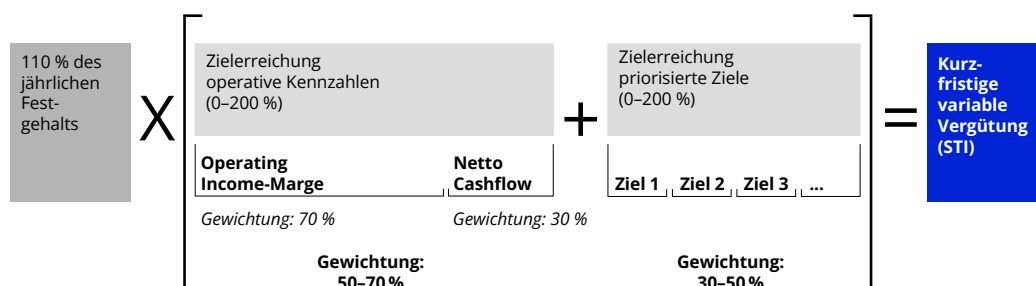 110 % des
jährlichen
Fest-
gehalts
X
Zielerreichung
operative Kennzahlen
(0–200 %)
Operating
Income-Marge
Netto
Cashflow
Gewichtung: 70 %
Gewichtung: 30 %
Gewichtung:
50–70 %
+
Zielerreichung
priorisierte Ziele
(0–200 %)
Ziel 1
Ziel 2
Ziel 3
...
Gewichtung:
30–50 %
=
Kurz-
fristige
variable
Vergütung
(STI)